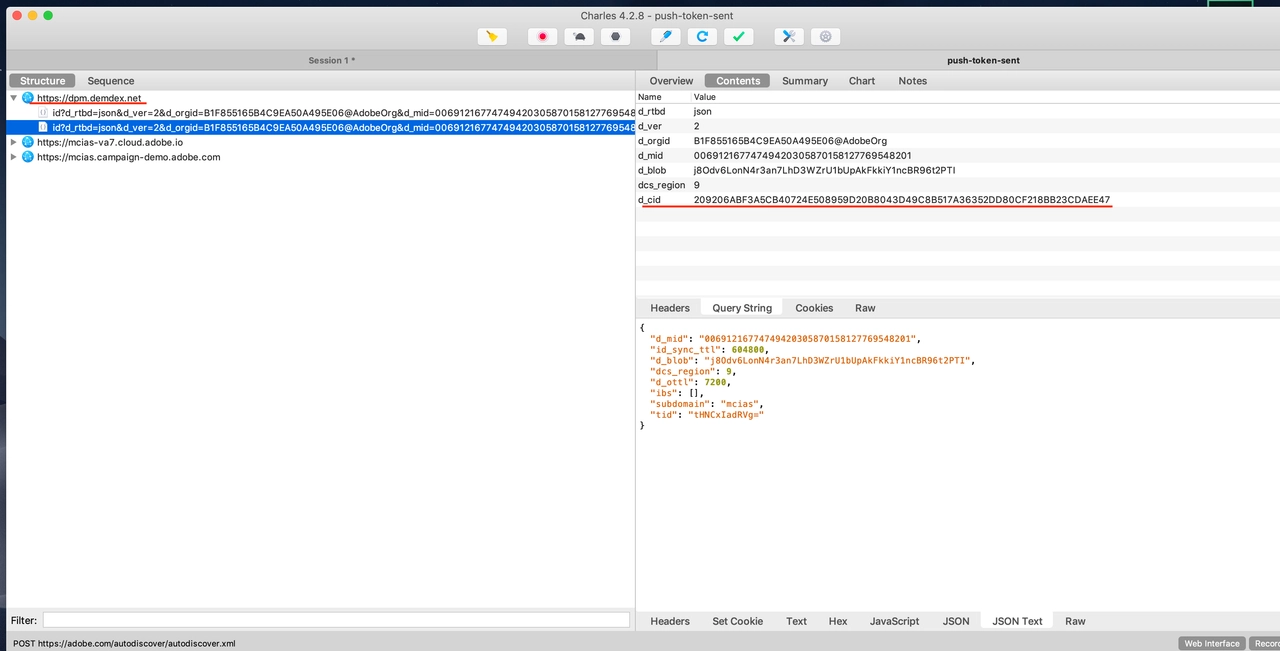 Charles 4.2.8 - push-token-sent
Session 1 *
push-token-sent
Structure Sequence
Overview Contents Summary Chart Notes
https://dpm.demdex.net
id?d_rtbd=json&d_ver=2&d_orgid=B1F855165B4C9EA50A495E06@AdobeOrg&d_mid=00691216774749420305870158127769548
id?d_rtbd=json&d_ver=2&d_orgid=B1F855165B4C9EA50A495E06@AdobeOrg&d_mid=00691216774749420305870158127769548
https://mcias-va7.cloud.adobe.io
https://mcias.campaign-demo.adobe.com
Name Value
d_rtbd json
d_ver 2
d_orgid B1F855165B4C9EA50A495E06@AdobeOrg
d_mid 00691216774749420305870158127769548201
d_blob j8Odv6LonN4r3an7LhD3WZrU1bUpAkFkkiY1ncBR96t2PTI
dcs_region 9
d_cid 209206ABF3A5CB40724E508959D20B8043D49C8B517A36352DD80CF218BB23CDAEE47
Headers Query String Cookies Raw
{
"d_mid": "00691216774749420305870158127769548201",
"id_sync_ttl": 604800,
"d_blob": "j8Odv6LonN4r3an7LhD3WZrU1bUpAkFkkiY1ncBR96t2PTI",
"dcs_region": 9,
"d_ottl": 7200,
"ibs": [],
"subdomain": "mcias",
"tid": "tHNCxIadRVg="
}
Filter:
Headers Set Cookie Text Hex JavaScript JSON JSON Text Raw
POST https://adobe.com/autodiscover/autodiscover.xml
Web Interface Recor